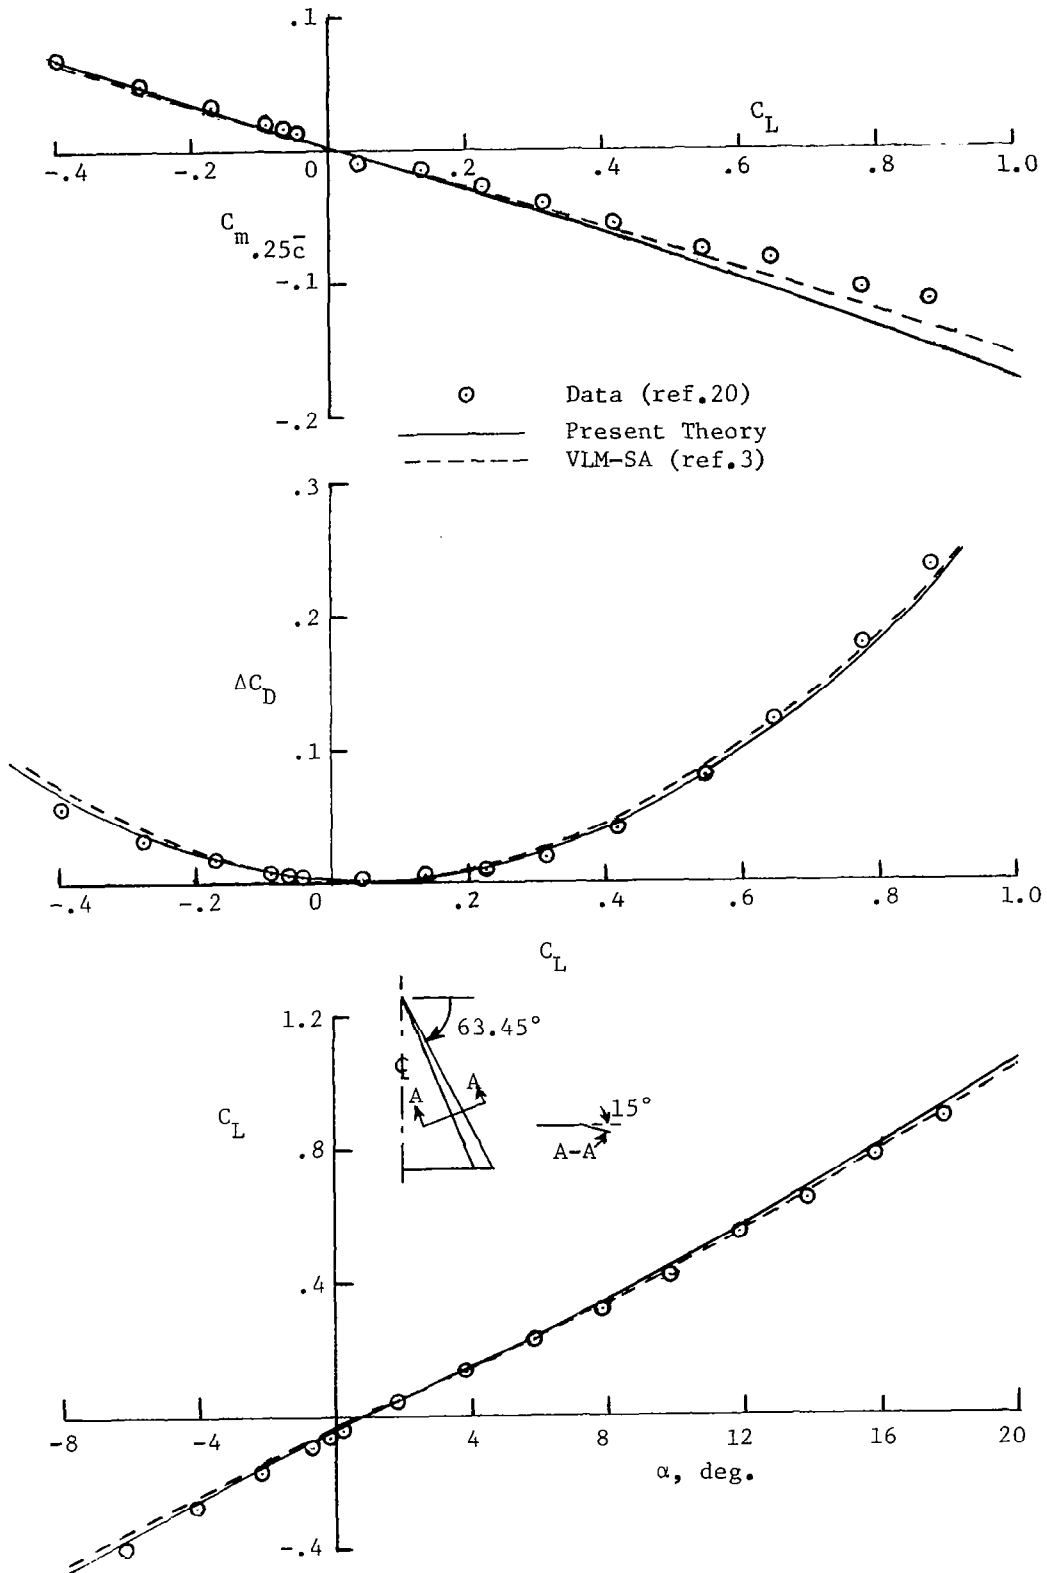 .1
C_L
-.4 -.2 0 .2 .4 .6 .8 1.0
C_m .25c̄
-.1
-.2
Data (ref.20)
Present Theory
VLM-SA (ref.3)
.3
.2
ΔC_D
.1
-.4 -.2 0 .2 .4 .6 .8 1.0
C_L
1.2
63.45°
℄
A A
C_L
15°
A-A
.8
.4
-8 -4 4 8 12 16 20
α, deg.
-.4